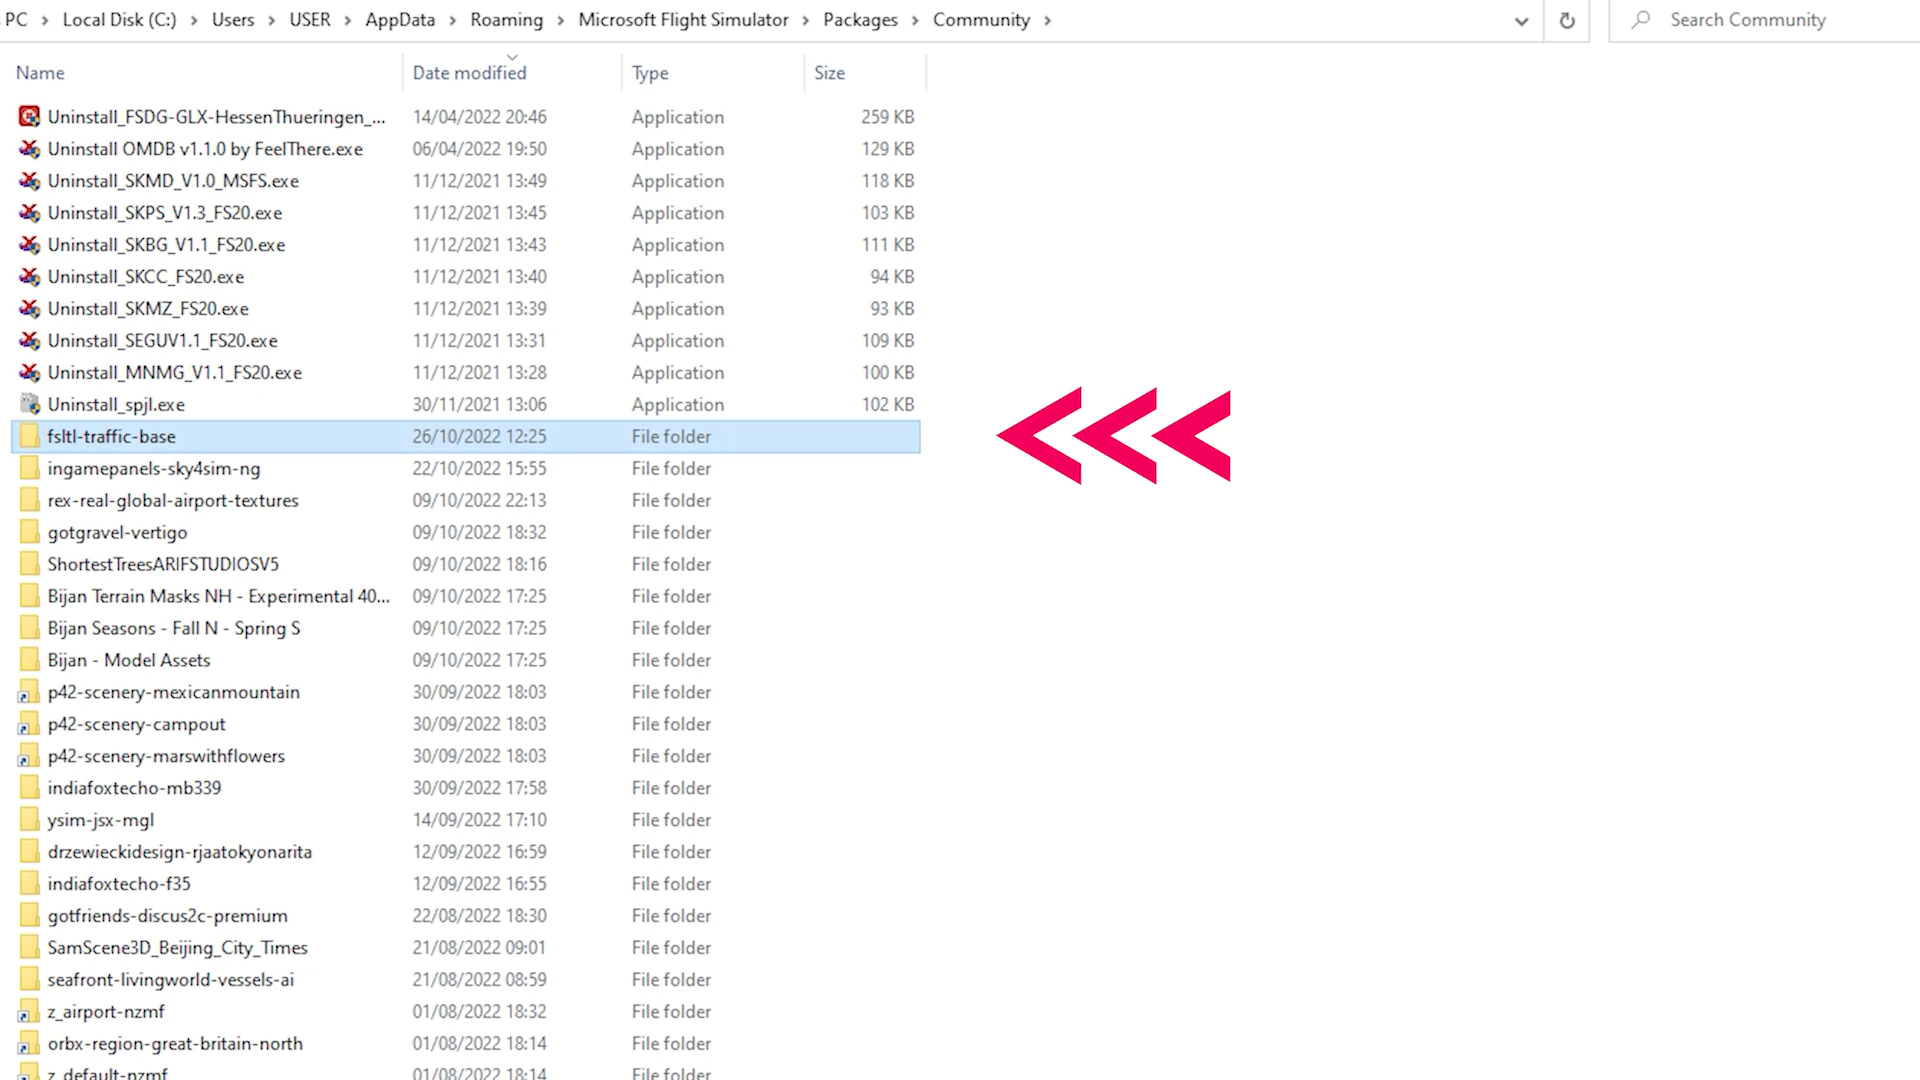 PC > Local Disk (C:) > Users > USER > AppData > Roaming > Microsoft Flight Simulator > Packages > Community >
Search Community
Name Date modified Type Size
Uninstall_FSDG-GLX-HessenThueringen_... 14/04/2022 20:46 Application 259 KB
Uninstall OMDB v1.1.0 by FeelThere.exe 06/04/2022 19:50 Application 129 KB
Uninstall_SKMD_V1.0_MSFS.exe 11/12/2021 13:49 Application 118 KB
Uninstall_SKPS_V1.3_FS20.exe 11/12/2021 13:45 Application 103 KB
Uninstall_SKBG_V1.1_FS20.exe 11/12/2021 13:43 Application 111 KB
Uninstall_SKCC_FS20.exe 11/12/2021 13:40 Application 94 KB
Uninstall_SKMZ_FS20.exe 11/12/2021 13:39 Application 93 KB
Uninstall_SEGUV1.1_FS20.exe 11/12/2021 13:31 Application 109 KB
Uninstall_MNMG_V1.1_FS20.exe 11/12/2021 13:28 Application 100 KB
Uninstall_spjl.exe 30/11/2021 13:06 Application 102 KB
fsltl-traffic-base 26/10/2022 12:25 File folder
ingamepanels-sky4sim-ng 22/10/2022 15:55 File folder
rex-real-global-airport-textures 09/10/2022 22:13 File folder
gotgravel-vertigo 09/10/2022 18:32 File folder
ShortestTreesARIFSTUDIOSV5 09/10/2022 18:16 File folder
Bijan Terrain Masks NH - Experimental 40... 09/10/2022 17:25 File folder
Bijan Seasons - Fall N - Spring S 09/10/2022 17:25 File folder
Bijan - Model Assets 09/10/2022 17:25 File folder
p42-scenery-mexicanmountain 30/09/2022 18:03 File folder
p42-scenery-campout 30/09/2022 18:03 File folder
p42-scenery-marswithflowers 30/09/2022 18:03 File folder
indiafoxtecho-mb339 30/09/2022 17:58 File folder
ysim-jsx-mgl 14/09/2022 17:10 File folder
drzewieckidesign-rjaatokyonarita 12/09/2022 16:59 File folder
indiafoxtecho-f35 12/09/2022 16:55 File folder
gotfriends-discus2c-premium 22/08/2022 18:30 File folder
SamScene3D_Beijing_City_Times 21/08/2022 09:01 File folder
seafront-livingworld-vessels-ai 21/08/2022 08:59 File folder
z_airport-nzmf 01/08/2022 18:32 File folder
orbx-region-great-britain-north 01/08/2022 18:14 File folder
z_default-nzmf 01/08/2022 18:14 File folder